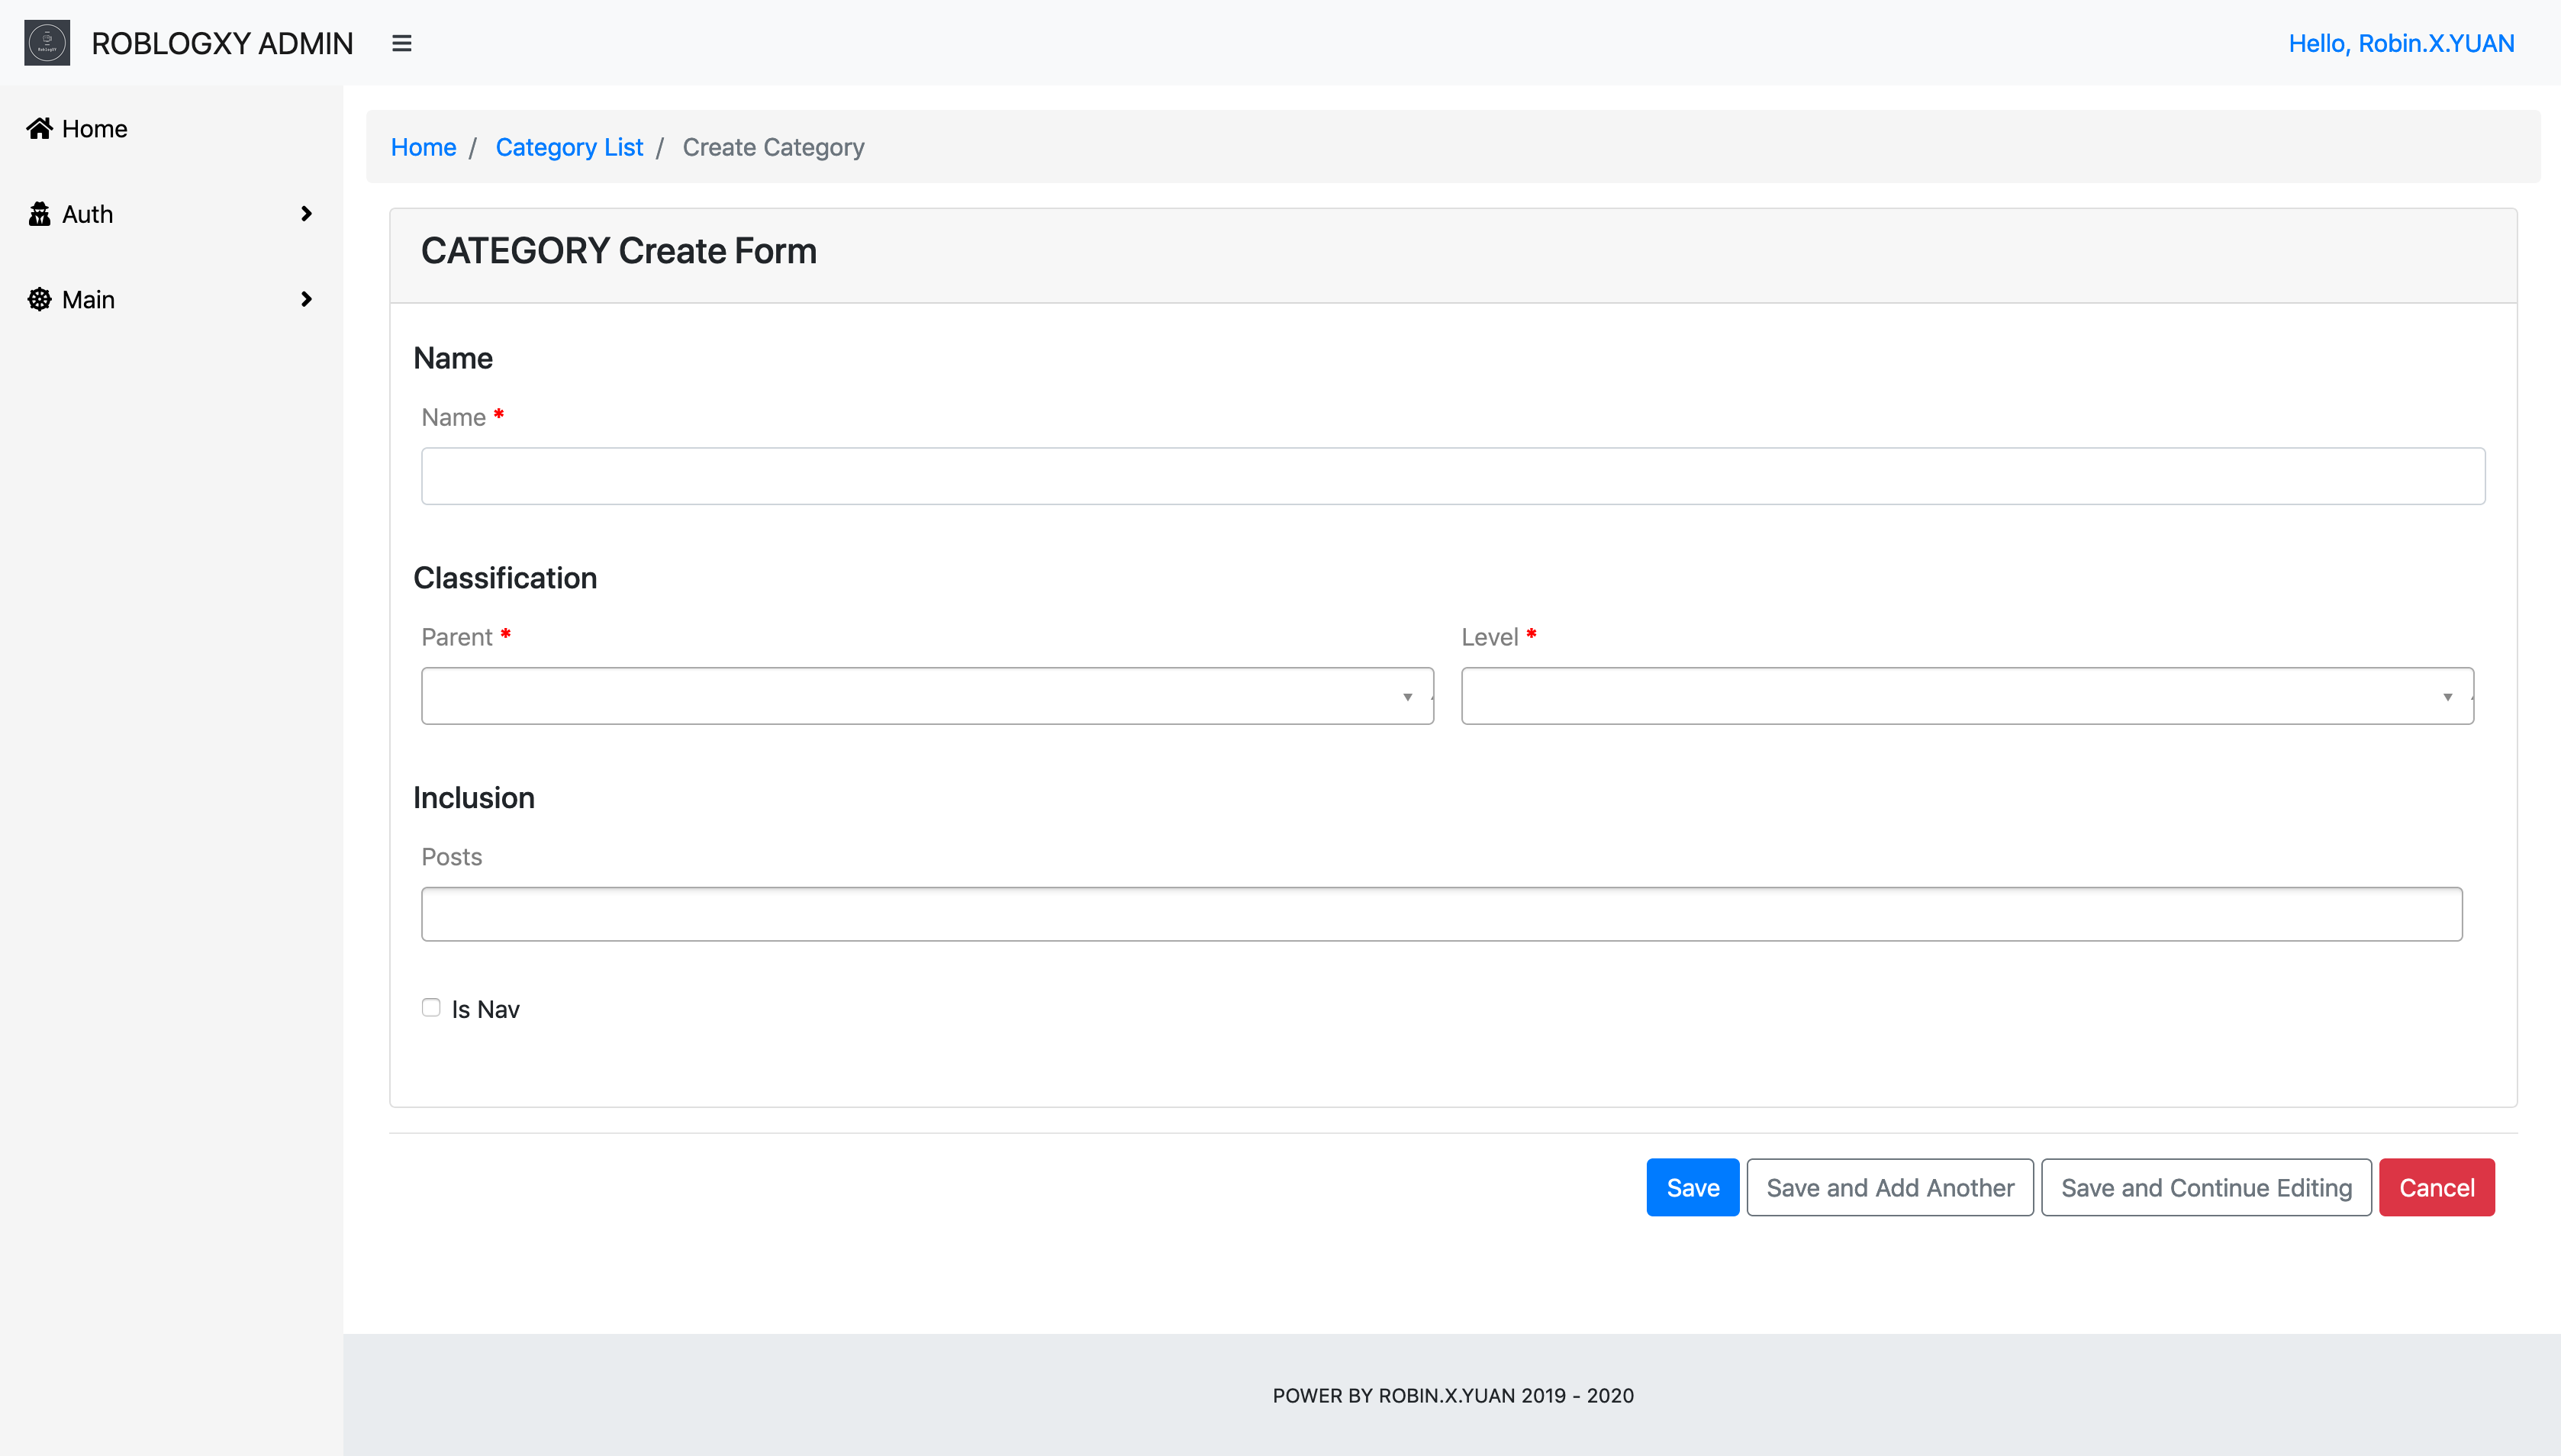 ROBLOGXY ADMIN
Hello, Robin.X.YUAN
Home
Auth
Main
Home / Category List / Create Category
CATEGORY Create Form
Name
Name *
Classification
Parent * Level *
Inclusion
Posts
Is Nav
Save Save and Add Another Save and Continue Editing Cancel
POWER BY ROBIN.X.YUAN 2019 - 2020